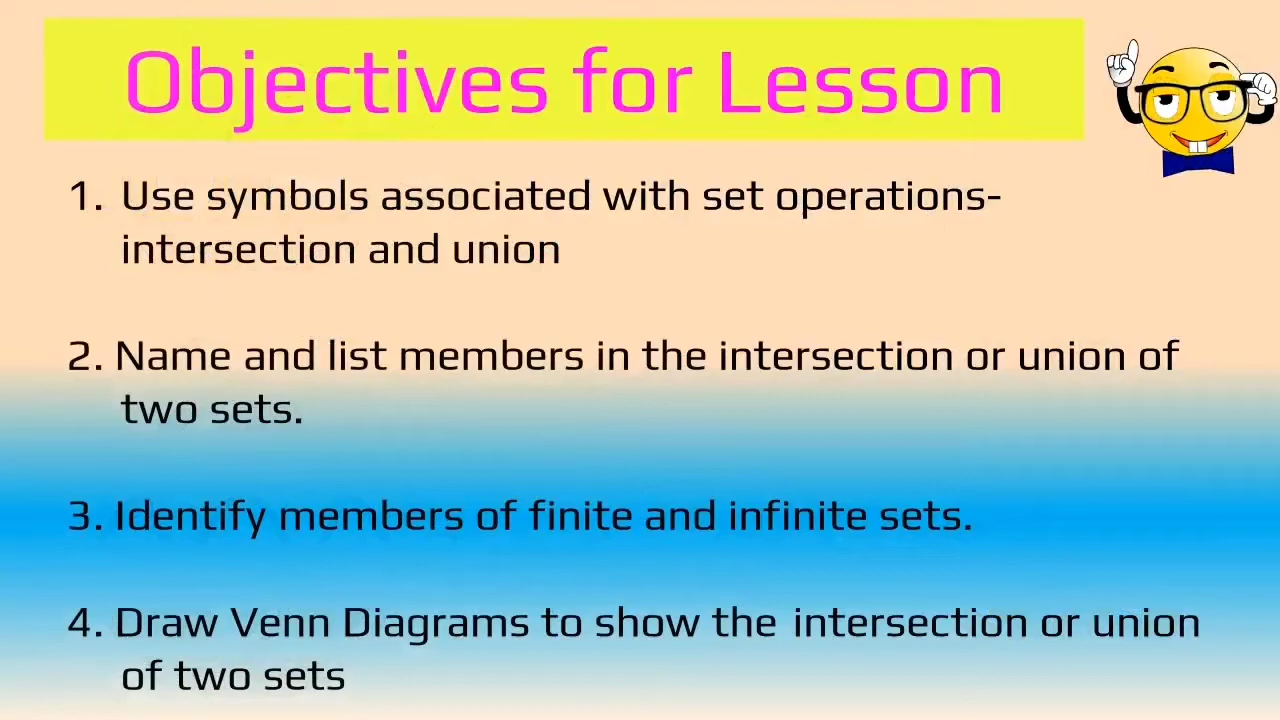 Objectives for Lesson
1. Use symbols associated with set operations-
intersection and union
2. Name and list members in the intersection or union of
two sets.
3. Identify members of finite and infinite sets.
4. Draw Venn Diagrams to show the intersection or union
of two sets